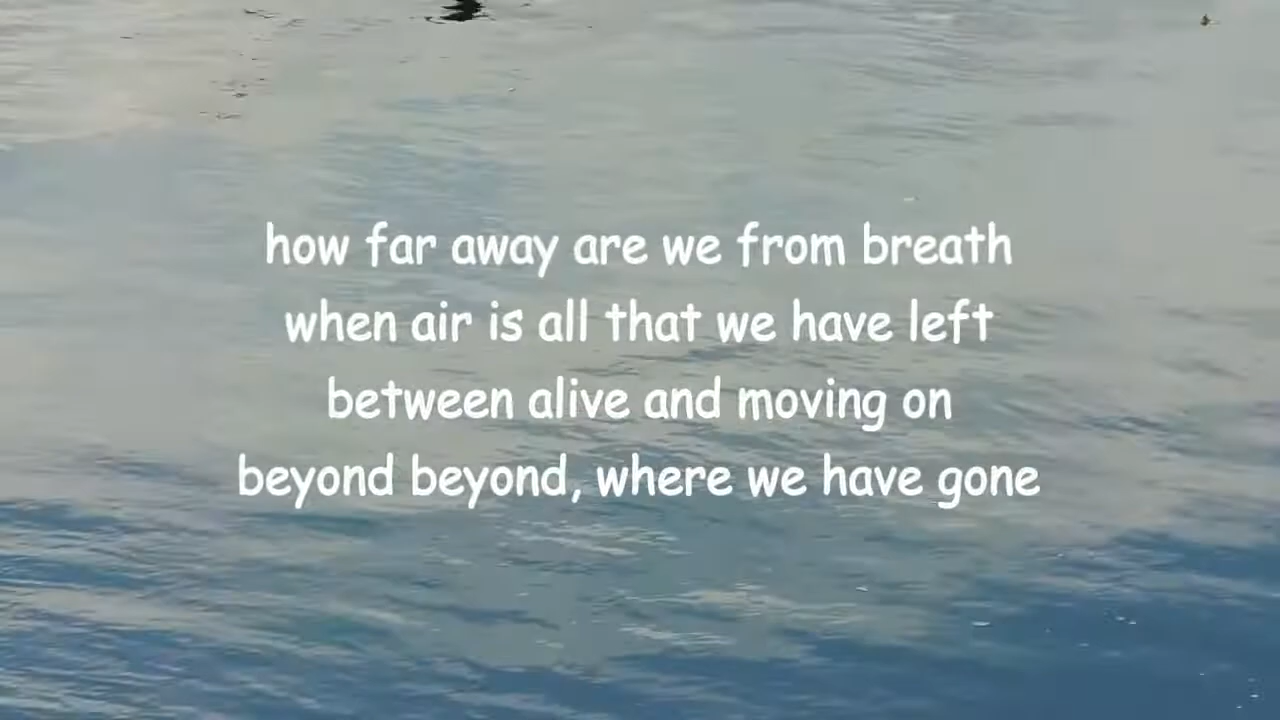 how far away are we from breath
when air is all that we have left
between alive and moving on
beyond beyond, where we have gone